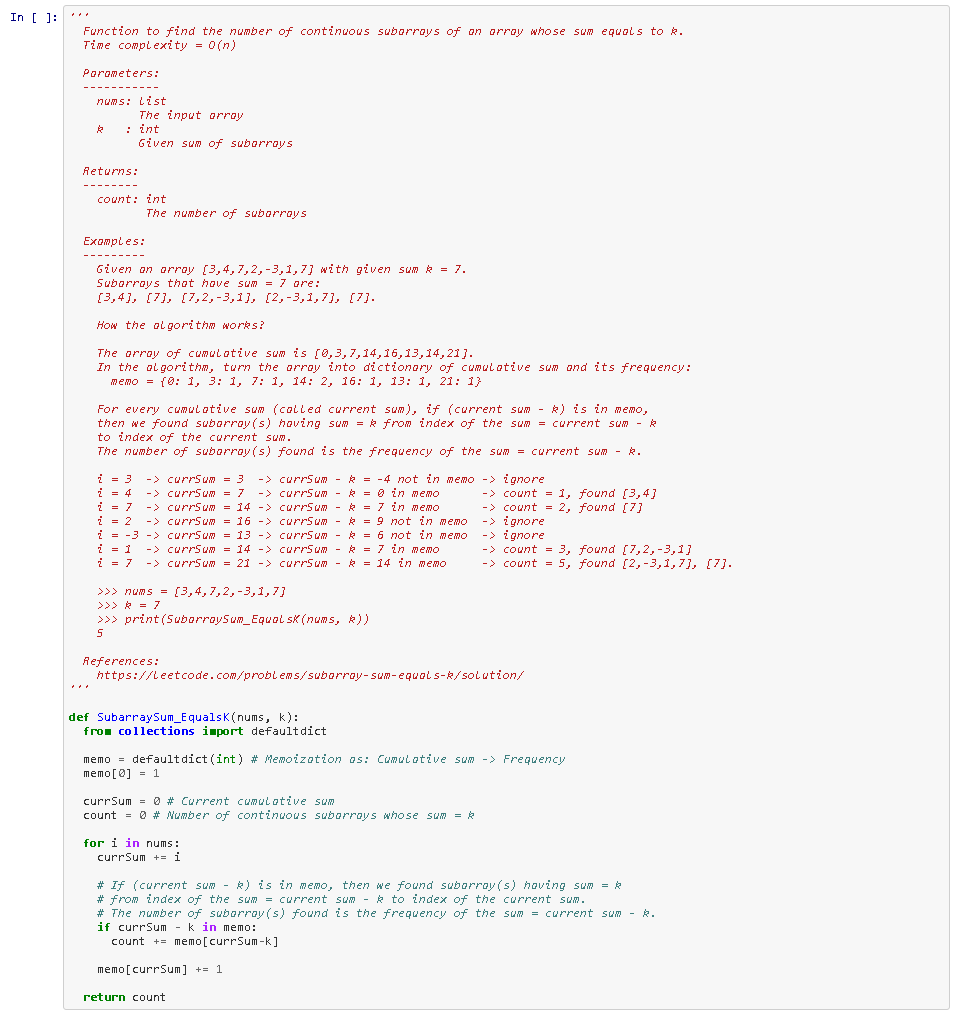 In [ ]: '''
  Function to find the number of continuous subarrays of an array whose sum equals to k.
  Time complexity = O(n)

  Parameters:
  -----------
    nums: list
          The input array
    k   : int
          Given sum of subarrays

  Returns:
  --------
    count: int
           The number of subarrays

  Examples:
  ---------
    Given an array [3,4,7,2,-3,1,7] with given sum k = 7.
    Subarrays that have sum = 7 are:
    [3,4], [7], [7,2,-3,1], [2,-3,1,7], [7].

    How the algorithm works?

    The array of cumulative sum is [0,3,7,14,16,13,14,21].
    In the algorithm, turn the array into dictionary of cumulative sum and its frequency:
      memo = {0: 1, 3: 1, 7: 1, 14: 2, 16: 1, 13: 1, 21: 1}

    For every cumulative sum (called current sum), if (current sum - k) is in memo,
    then we found subarray(s) having sum = k from index of the sum = current sum - k
    to index of the current sum.
    The number of subarray(s) found is the frequency of the sum = current sum - k.

    i = 3  -> currSum = 3  -> currSum - k = -4 not in memo -> ignore
    i = 4  -> currSum = 7  -> currSum - k = 0 in memo      -> count = 1, found [3,4]
    i = 7  -> currSum = 14 -> currSum - k = 7 in memo      -> count = 2, found [7]
    i = 2  -> currSum = 16 -> currSum - k = 9 not in memo  -> ignore
    i = -3 -> currSum = 13 -> currSum - k = 6 not in memo  -> ignore
    i = 1  -> currSum = 14 -> currSum - k = 7 in memo      -> count = 3, found [7,2,-3,1]
    i = 7  -> currSum = 21 -> currSum - k = 14 in memo     -> count = 5, found [2,-3,1,7], [7].

    >>> nums = [3,4,7,2,-3,1,7]
    >>> k = 7
    >>> print(SubarraySum_EqualsK(nums, k))
    5

  References:
    https://leetcode.com/problems/subarray-sum-equals-k/solution/
'''

def SubarraySum_EqualsK(nums, k):
  from collections import defaultdict

  memo = defaultdict(int) # Memoization as: Cumulative sum -> Frequency
  memo[0] = 1

  currSum = 0 # Current cumulative sum
  count = 0 # Number of continuous subarrays whose sum = k

  for i in nums:
    currSum += i

    # If (current sum - k) is in memo, then we found subarray(s) having sum = k
    # from index of the sum = current sum - k to index of the current sum.
    # The number of subarray(s) found is the frequency of the sum = current sum - k.
    if currSum - k in memo:
      count += memo[currSum-k]

    memo[currSum] += 1

  return count